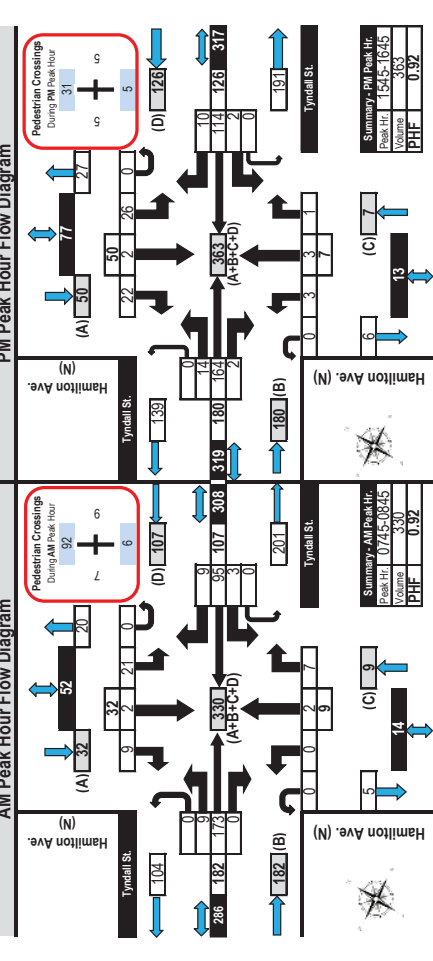 AM Peak Hour Flow Diagram
Hamilton Ave.
(N)
Tyndall St.
(A)
32
52
20
32
9
2
21
0
Pedestrian Crossings
During AM Peak Hour
92
7
9
6
(D)
107
104
286
182
0
9
173
0
330
(A+B+C+D)
9
95
3
0
107
308
182
(B)
201
0
0
2
7
9
Tyndall St.
Hamilton Ave. (N)
5
14
(C)
9
Summary - AM Peak Hr.
Peak Hr. 0745-0845
Volume 330
PHF 0.92
PM Peak Hour Flow Diagram
Hamilton Ave.
(N)
Tyndall St.
(A)
50
77
27
50
22
2
26
0
Pedestrian Crossings
During PM Peak Hour
31
5
5
5
(D)
126
139
319
180
0
14
164
2
363
(A+B+C+D)
10
114
2
0
126
317
180
(B)
191
0
3
3
1
7
Tyndall St.
Hamilton Ave. (N)
6
13
(C)
7
Summary - PM Peak Hr.
Peak Hr. 1545-1645
Volume 363
PHF 0.92